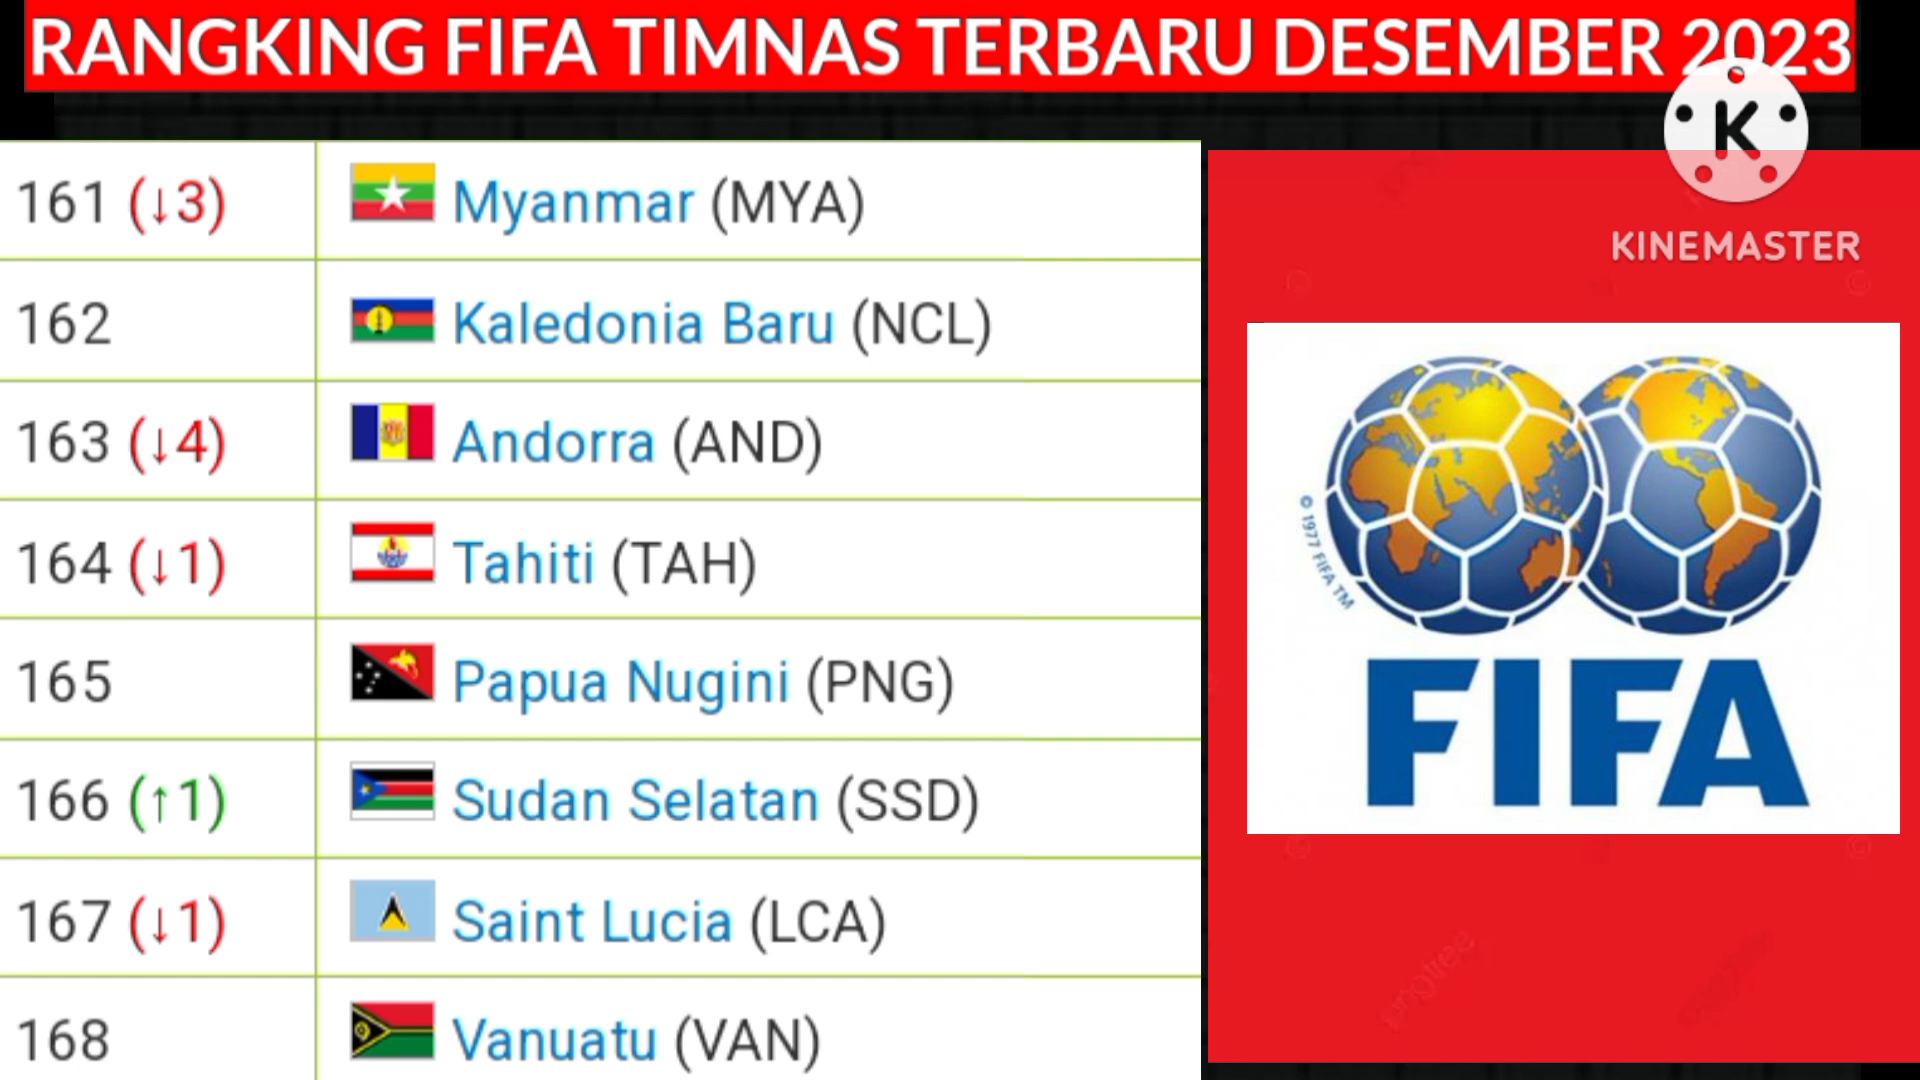 RANGKING FIFA TIMNAS TERBARU DESEMBER 2023
K
KINEMASTER
161 (↓3) Myanmar (MYA)
162 Kaledonia Baru (NCL)
163 (↓4) Andorra (AND)
164 (↓1) Tahiti (TAH)
165 Papua Nugini (PNG)
166 (↑1) Sudan Selatan (SSD)
167 (↓1) Saint Lucia (LCA)
168 Vanuatu (VAN)
© 1977 FIFA TM
FIFA